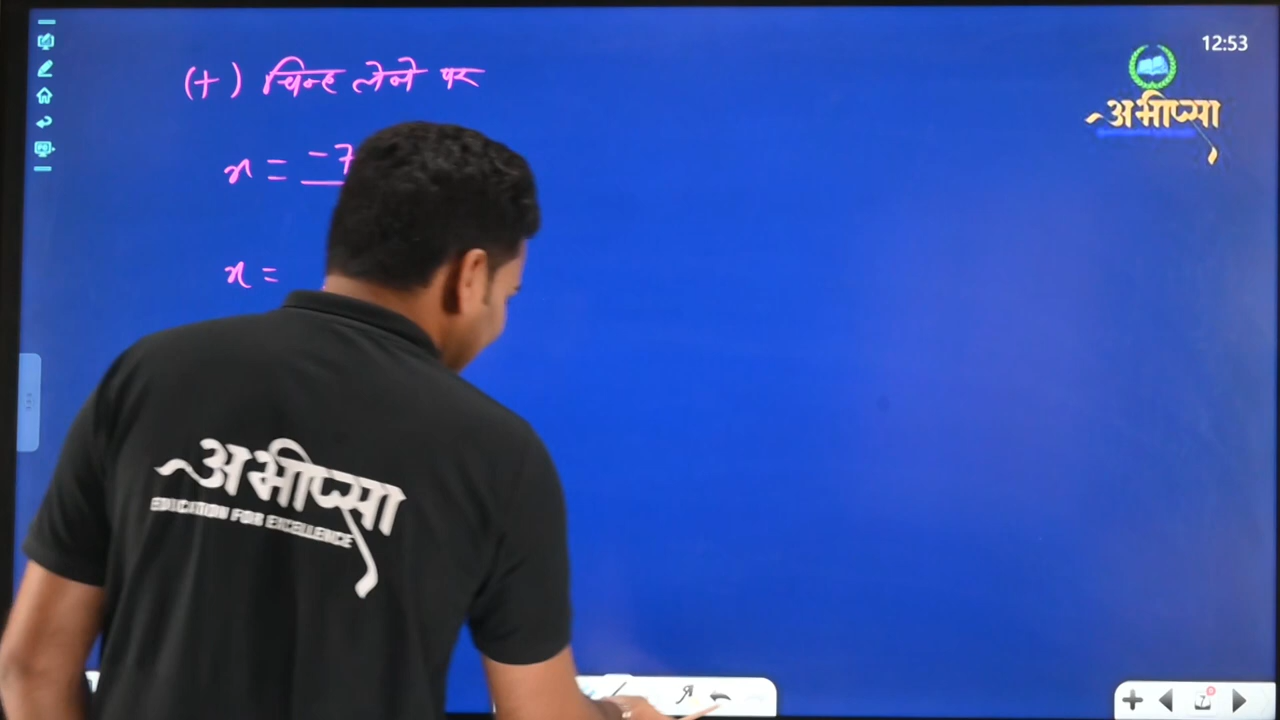 12:53
अभीप्सा
(+) चिन्ह लेने पर
x = -7
x =
अभीप्सा
EDUCATION FOR EXCELLENCE